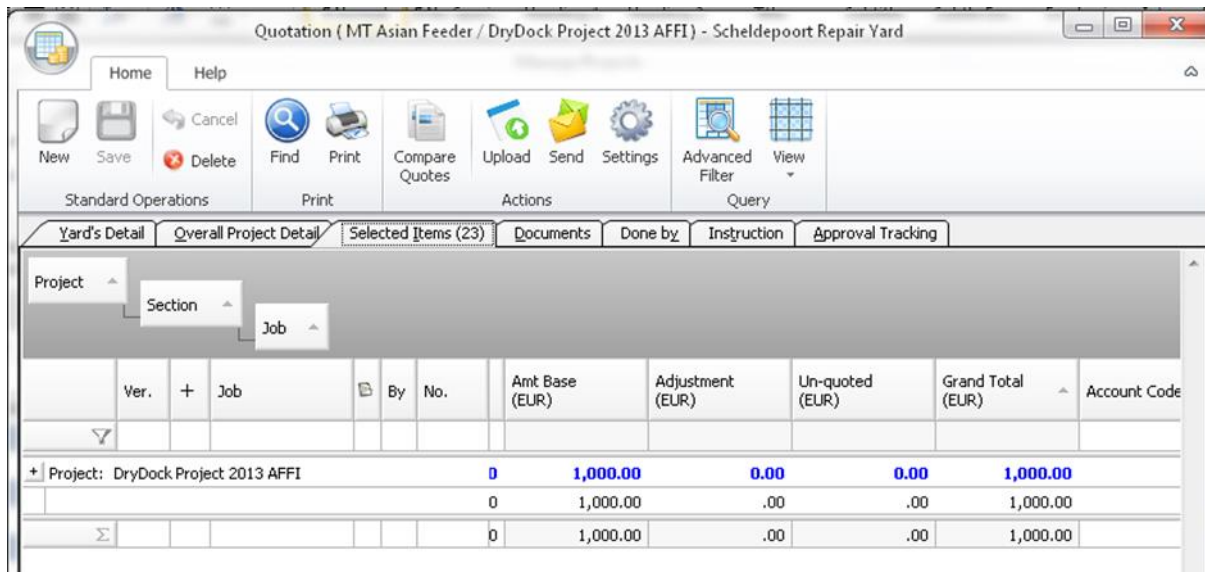 Quotation ( MT Asian Feeder / DryDock Project 2013 AFFI ) - Scheldepoort Repair Yard
Home Help
New Save Cancel Delete Find Print Compare Quotes Upload Send Settings Advanced Filter View
Standard Operations Print Actions Query
Yard's Detail Overall Project Detail Selected Items (23) Documents Done by Instruction Approval Tracking
Project
Section
Job
Ver. + Job By No. Amt Base (EUR) Adjustment (EUR) Un-quoted (EUR) Grand Total (EUR) Account Code
+ Project: DryDock Project 2013 AFFI 0 1,000.00 0.00 0.00 1,000.00
0 1,000.00 .00 .00 1,000.00
Σ 0 1,000.00 .00 .00 1,000.00